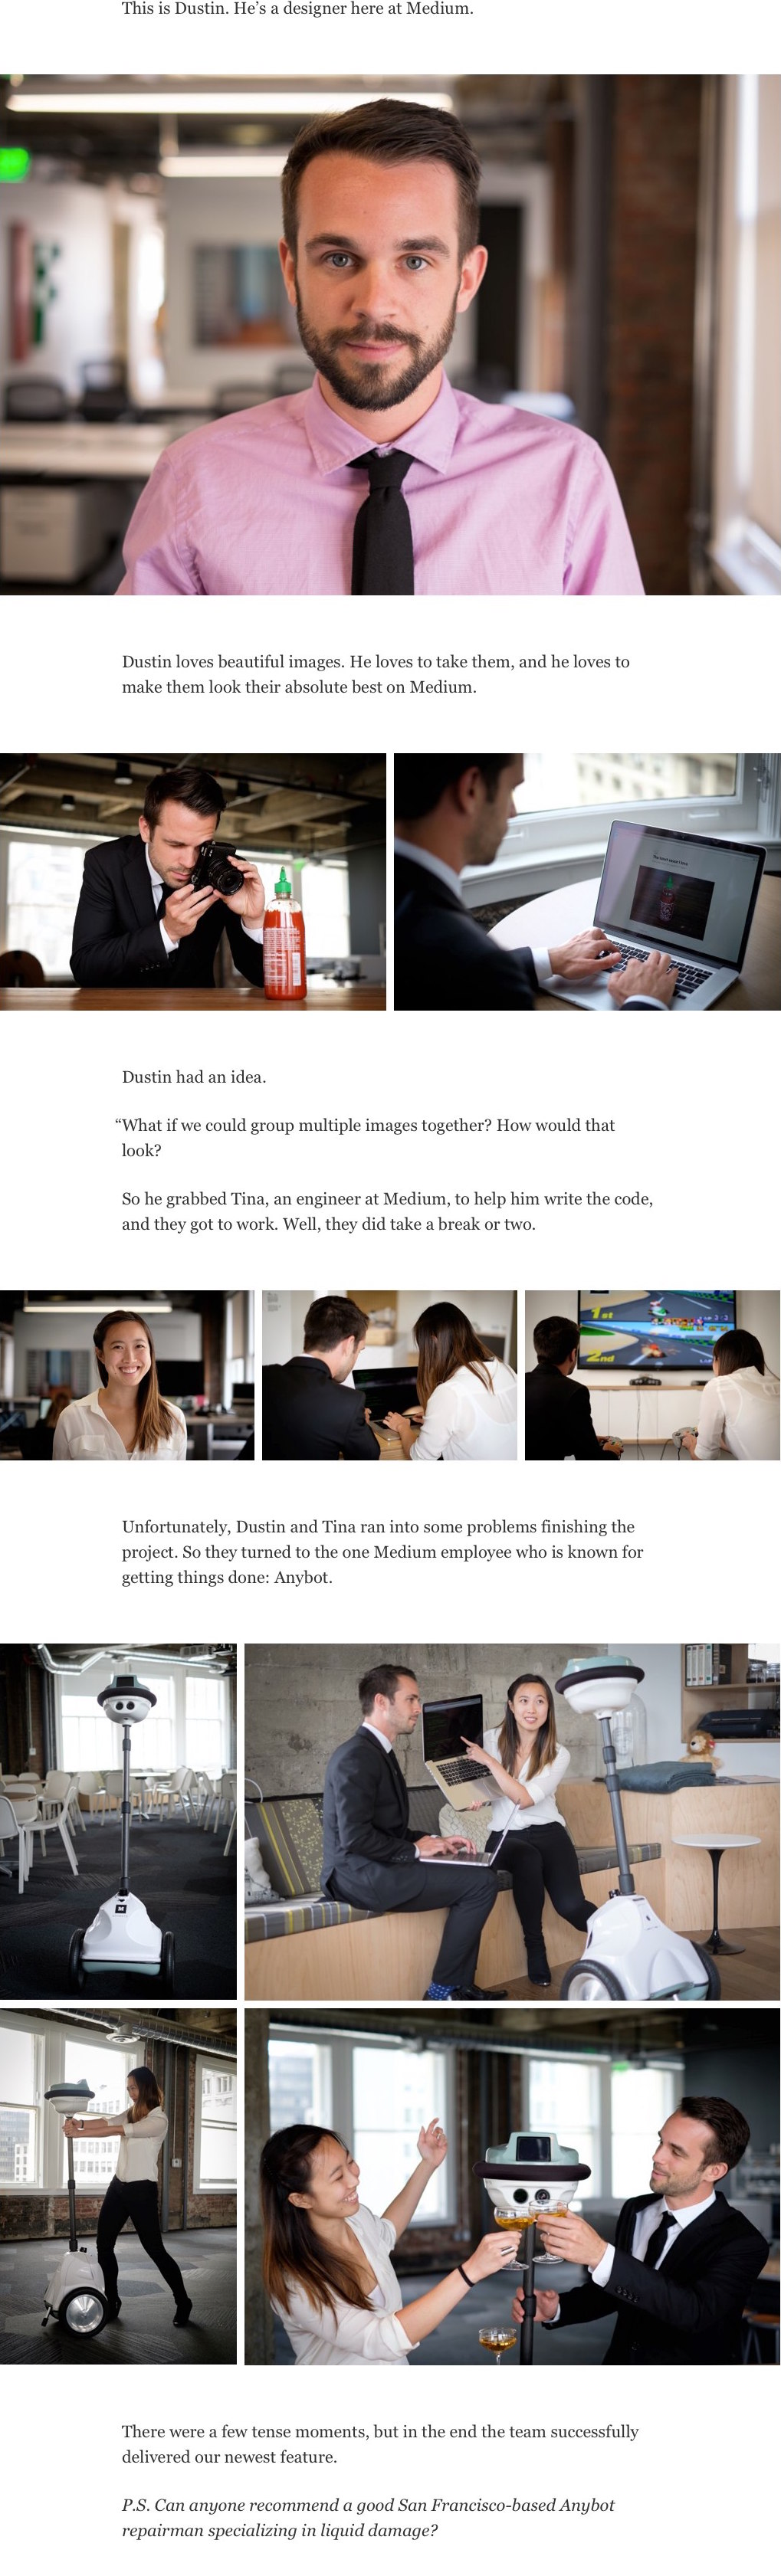 This is Dustin. He’s a designer here at Medium.
Dustin loves beautiful images. He loves to take them, and he loves to
make them look their absolute best on Medium.
Dustin had an idea.
“What if we could group multiple images together? How would that
look?
So he grabbed Tina, an engineer at Medium, to help him write the code,
and they got to work. Well, they did take a break or two.
1st
2nd
Unfortunately, Dustin and Tina ran into some problems finishing the
project. So they turned to the one Medium employee who is known for
getting things done: Anybot.
There were a few tense moments, but in the end the team successfully
delivered our newest feature.
P.S. Can anyone recommend a good San Francisco-based Anybot
repairman specializing in liquid damage?